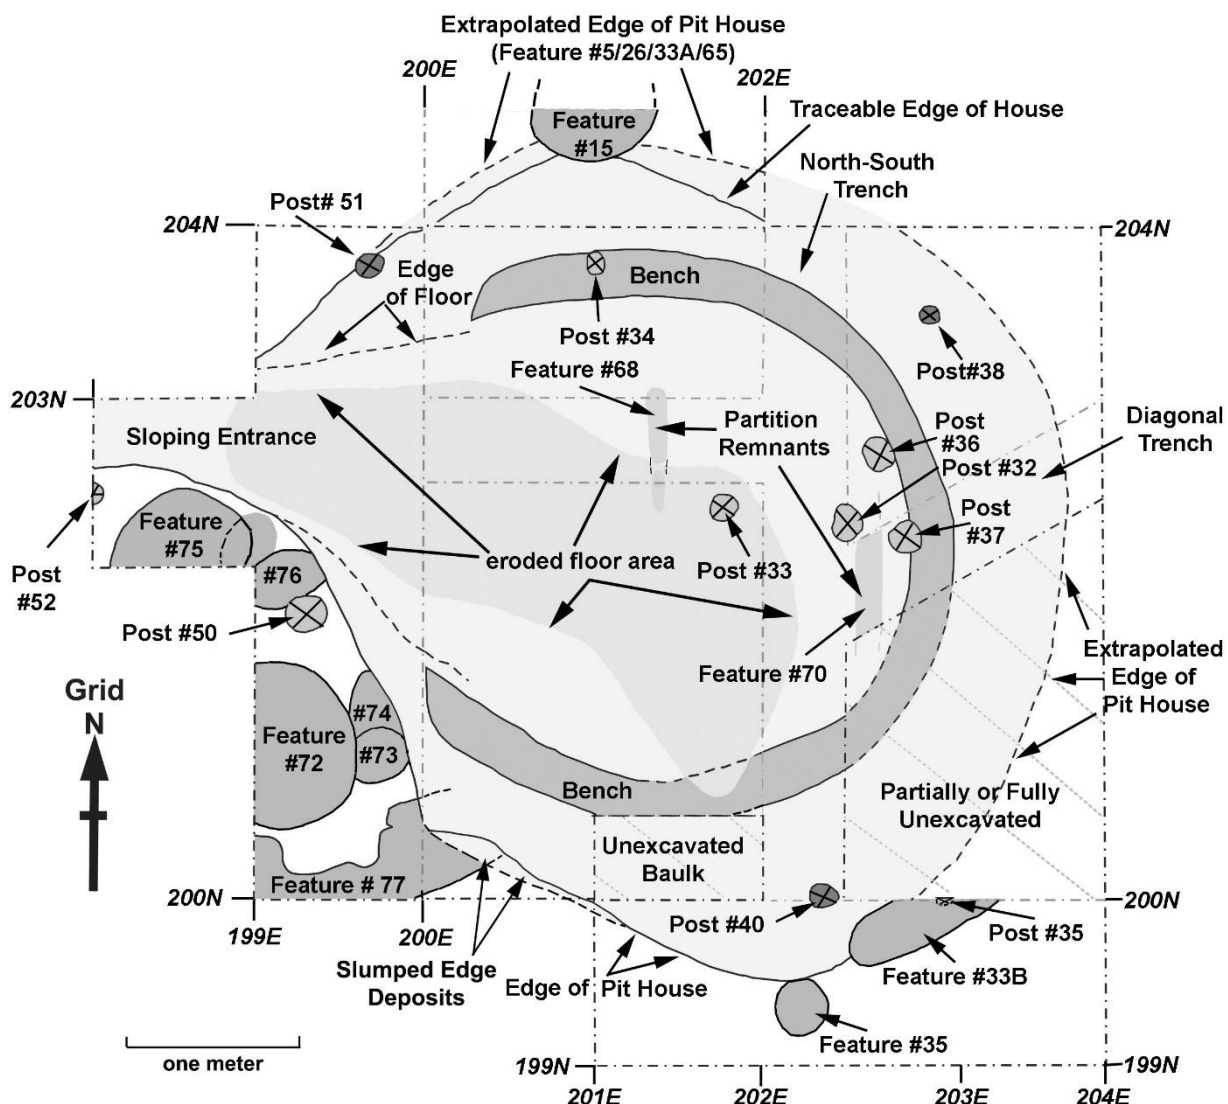 Extrapolated Edge of Pit House
(Feature #5/26/33A/65)
200E
202E
Feature
#15
Traceable Edge of House
North-South
Trench
Post# 51
204N
204N
Edge
of Floor
Bench
Post #34
Post#38
Feature #68
203N
Sloping Entrance
Partition
Remnants
Diagonal
Trench
Post
#36
Post #32
Post
#37
Feature
#75
Post
#52
#76
eroded floor area
Post #33
Post #50
Feature #70
Extrapolated
Edge of
Pit House
Grid
N
Feature
#72
#74
#73
Bench
Partially or Fully
Unexcavated
Unexcavated
Baulk
Feature # 77
200N
200N
199E
200E
Post #40
Post #35
Slumped Edge
Deposits
Edge of
Pit House
Feature #33B
Feature #35
one meter
199N
199N
201E
202E
203E
204E